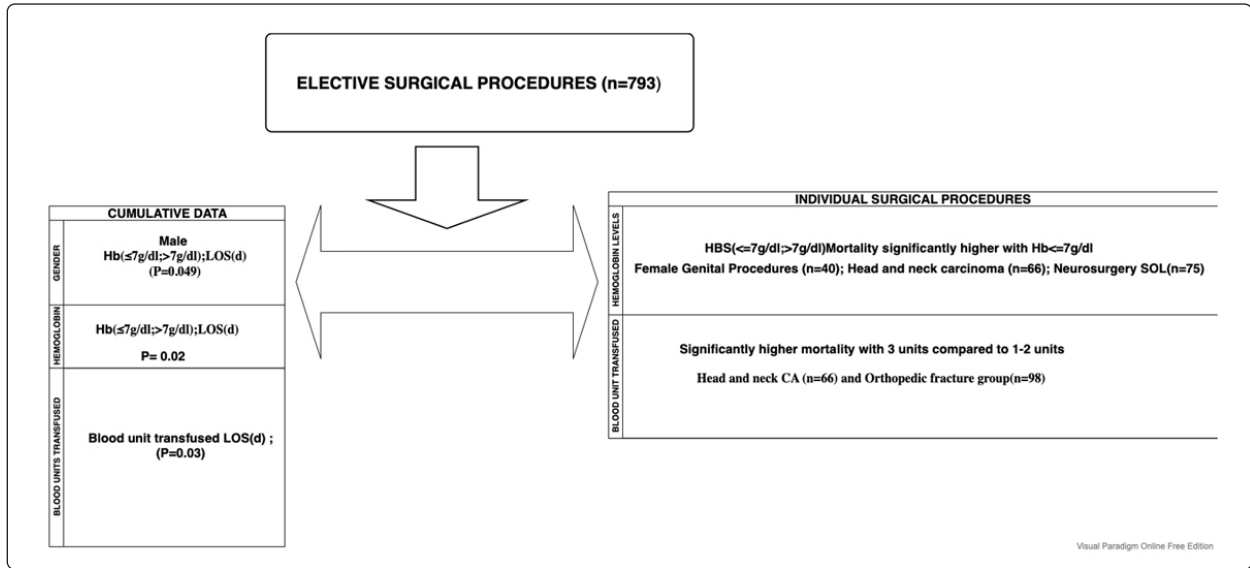 ELECTIVE SURGICAL PROCEDURES (n=793)
CUMULATIVE DATA
GENDER
Male
Hb(≤7g/dl;>7g/dl);LOS(d)
(P=0.049)
HEMOGLOBIN
Hb(≤7g/dl;>7g/dl);LOS(d)
P= 0.02
BLOOD UNITS TRANSFUSED
Blood unit transfused LOS(d) ;
(P=0.03)
INDIVIDUAL SURGICAL PROCEDURES
HEMOGLOBIN LEVELS
HBS(<=7g/dl;>7g/dl)Mortality significantly higher with Hb<=7g/dl
Female Genital Procedures (n=40); Head and neck carcinoma (n=66); Neurosurgery SOL(n=75)
BLOOD UNIT TRANSFUSED
Significantly higher mortality with 3 units compared to 1-2 units
Head and neck CA (n=66) and Orthopedic fracture group(n=98)
Visual Paradigm Online Free Edition